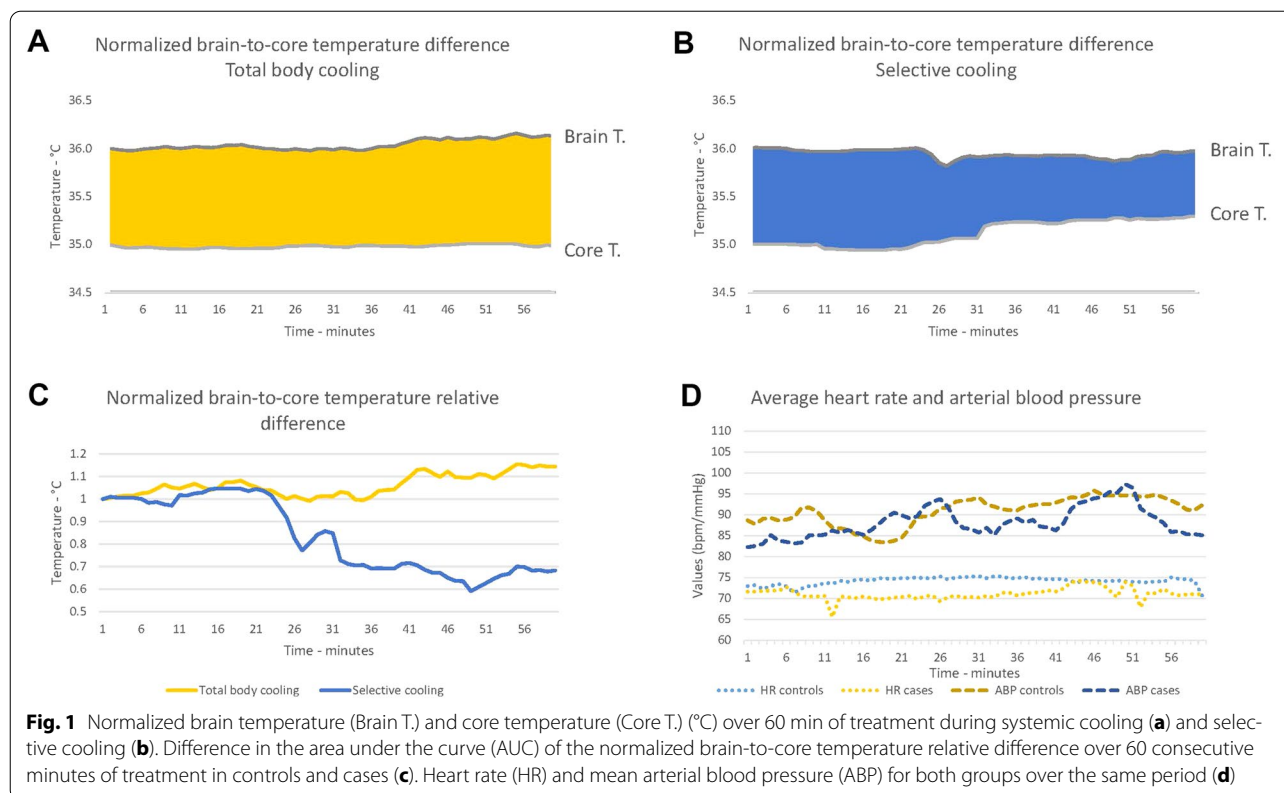 A
Normalized brain-to-core temperature difference
Total body cooling
Temperature - °C
36.5
36.0
35.5
35.0
34.5
Brain T.
Core T.
1 6 11 16 21 26 31 36 41 46 51 56
Time - minutes
B
Normalized brain-to-core temperature difference
Selective cooling
Temperature - °C
36.5
36.0
35.5
35.0
34.5
Brain T.
Core T.
1 6 11 16 21 26 31 36 41 46 51 56
Time - minutes
C
Normalized brain-to-core temperature relative
difference
Temperature - °C
1.2
1.1
1
0.9
0.8
0.7
0.6
0.5
1 6 11 16 21 26 31 36 41 46 51 56
Time - minutes
Total body cooling Selective cooling
D
Average heart rate and arterial blood pressure
Values (bpm/mmHg)
110
105
100
95
90
85
80
75
70
65
60
1 6 11 16 21 26 31 36 41 46 51 56
Time - minutes
HR controls HR cases ABP controls ABP cases
Fig. 1 Normalized brain temperature (Brain T.) and core temperature (Core T.) (°C) over 60 min of treatment during systemic cooling (a) and selec-
tive cooling (b). Difference in the area under the curve (AUC) of the normalized brain-to-core temperature relative difference over 60 consecutive
minutes of treatment in controls and cases (c). Heart rate (HR) and mean arterial blood pressure (ABP) for both groups over the same period (d)